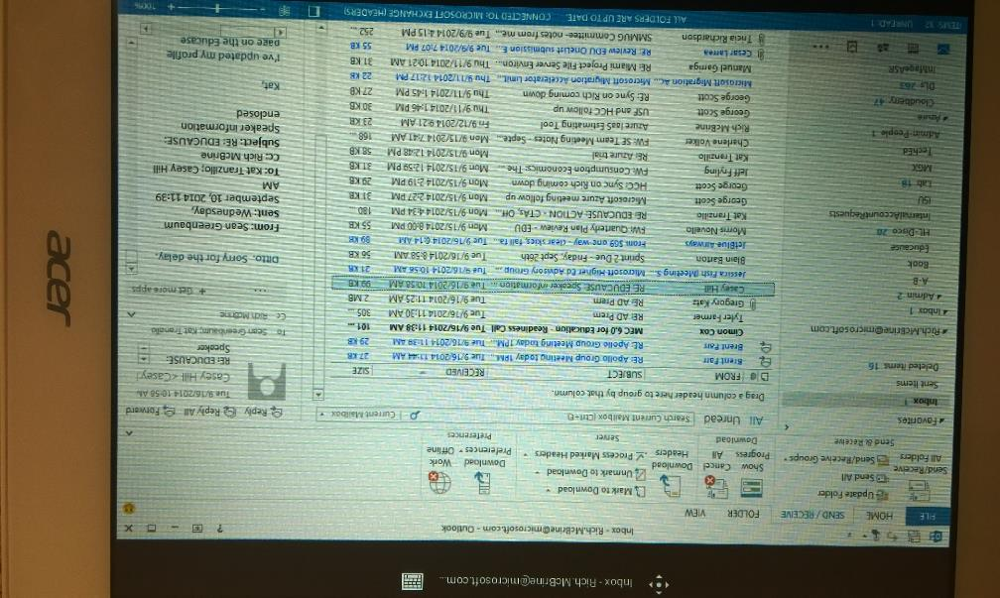 Inbox - Rich.McBrine@microsoft.com...
Inbox - Rich.McBrine@microsoft.com - Outlook
FILE HOME SEND / RECEIVE FOLDER VIEW
Update Folder
Send All
Send/Receive Groups
Send/Receive All Folders
Send & Receive
Show Progress
Cancel All
Download
Download Headers
Mark to Download
Unmark to Download
Process Marked Headers
Server
Download Preferences
Work Offline
Preferences
Favorites
Inbox 1
Sent Items
Deleted Items 16
Rich.McBrine@microsoft.com
Inbox 1
Admin 2
A-B
Book
Educause
HL-Disco 20
InternalAccountRequests
ISU
Lab 18
MGX
TechEd
Admin-People 1
Azure
Cloudberry 47
DLs 263
InMageASR
All Unread
Search Current Mailbox (Ctrl+E)
Current Mailbox
Drag a column header here to group by that column.
FROM SUBJECT RECEIVED SIZE
Brent Parr RE: Apollo Group Meeting today 1PM... Tue 9/16/2014 11:44 AM 27 KB
Brent Parr RE: Apollo Group Meeting today 1PM... Tue 9/16/2014 11:39 AM 29 KB
Cimon Cox MEC 6.0 for Education - Readiness Call Tue 9/16/2014 11:38 AM 101 ...
Tyler Farmer RE: AD Prem Tue 9/16/2014 11:30 AM 305 ...
Gregory Katz RE: AD Prem Tue 9/16/2014 11:25 AM 2 MB
Casey Hill RE: EDUCAUSE: Speaker information ... Tue 9/16/2014 10:58 AM 99 KB
Jessica Fish (Meeting S... Microsoft Higher Ed Advisory Group ... Tue 9/16/2014 10:56 AM 21 KB
Blain Barton Sprint 2 Due - Friday, Sept 26th Tue 9/16/2014 8:58 AM 56 KB
JetBlue Airways From $69 one way - clear skies, fall fa... Tue 9/16/2014 6:14 AM 89 KB
Morris Novello FW: Quarterly Plan Review - EDU Mon 9/15/2014 8:00 PM 55 KB
Kat Tranzillo RE: EDUCAUSE: ACTION - CTAs, Off... Mon 9/15/2014 4:34 PM 180
George Scott Microsoft Azure meeting follow up Mon 9/15/2014 2:27 PM 31 KB
George Scott HCC! Sync on Rich coming down Mon 9/15/2014 2:19 PM 29 KB
Jeff Fryling FW: Consumption Economics: The ... Mon 9/15/2014 12:59 PM 31 KB
Kat Tranzillo RE: Azure trial Mon 9/15/2014 12:48 PM 58 KB
Charlene Volker FW: SE Team Meeting Notes - Septe... Mon 9/15/2014 7:41 AM 168 ...
Rich McBrine Azure IaaS Estimating Tool Fri 9/12/2014 9:21 AM 23 KB
George Scott USF and HCC follow up Thu 9/11/2014 1:46 PM 30 KB
George Scott RE: Sync on Rich coming down Thu 9/11/2014 1:45 PM 27 KB
Microsoft Migration Ac... Microsoft Migration Accelerator Limit... Thu 9/11/2014 12:17 PM 22 KB
Manuel Garriga RE: Miami Project File Server Environ... Thu 9/11/2014 10:21 AM 31 KB
Cesar Larrea RE: Review EDU Onecut submission E... Tue 9/9/2014 7:07 PM 55 KB
Tricia Richardson SMMUG Committee- notes from me... Tue 9/9/2014 4:15 PM 252 ...
Reply Reply All Forward
Tue 9/16/2014 10:58 AM
Casey Hill <Casey.
RE: EDUCAUSE:
Speaker
To Sean Greenbaum; Kat Tranzillo
Cc Rich McBrine
+ Get more apps
Ditto. Sorry for the delay.
From: Sean Greenbaum
Sent: Wednesday,
September 10, 2014 11:39
AM
To: Kat Tranzillo; Casey Hill
Cc: Rich McBrine
Subject: RE: EDUCAUSE:
Speaker information
enclosed
Kat,
I've updated my profile
page on the Educause
ITEMS: 32 UNREAD: 1
ALL FOLDERS ARE UP TO DATE. CONNECTED TO: MICROSOFT EXCHANGE (HEADERS)
100%
acer